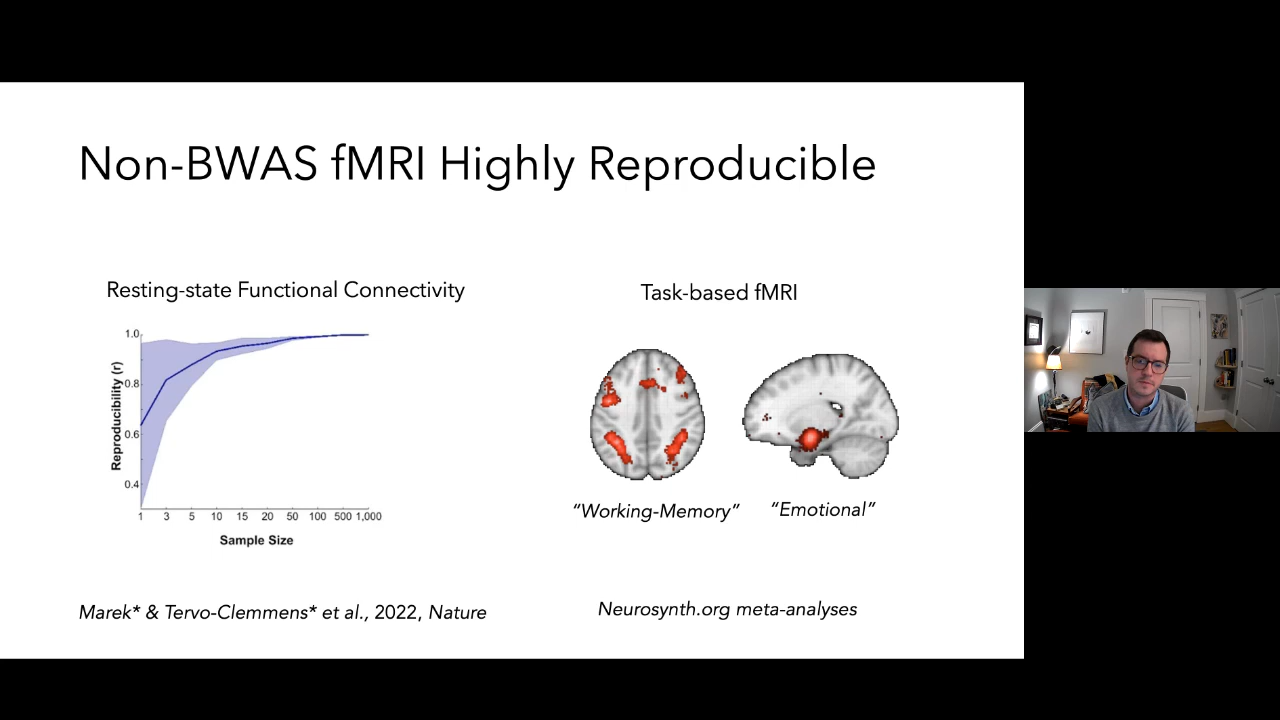 Non-BWAS fMRI Highly Reproducible
Resting-state Functional Connectivity
1.0
0.8
0.6
0.4
Reproducibility (r)
1 3 5 10 15 20 50 100 500 1,000
Sample Size
Marek* & Tervo-Clemmens* et al., 2022, Nature
Task-based fMRI
“Working-Memory” “Emotional”
Neurosynth.org meta-analyses